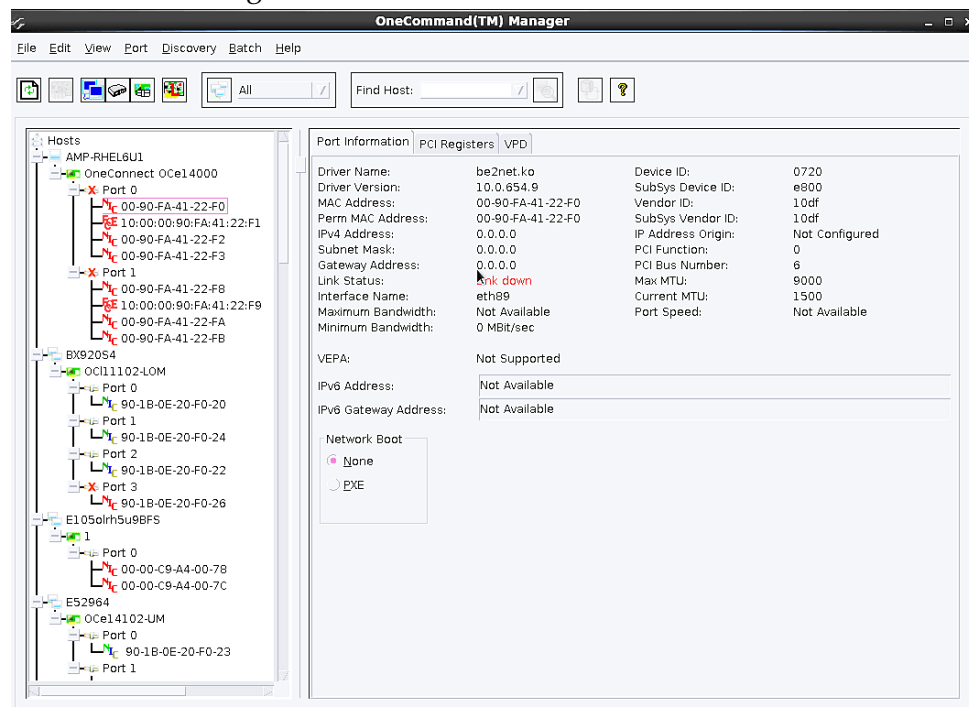 OneCommand(TM) Manager
File Edit View Port Discovery Batch Help
All Find Host:
Hosts
AMP-RHEL6U1
OneConnect OCe14000
Port 0
NIC 00-90-FA-41-22-F0
10:00:00:90:FA:41:22:F1
NIC 00-90-FA-41-22-F2
NIC 00-90-FA-41-22-F3
Port 1
NIC 00-90-FA-41-22-F8
10:00:00:90:FA:41:22:F9
NIC 00-90-FA-41-22-FA
NIC 00-90-FA-41-22-FB
BX920S4
OCl11102-LOM
Port 0
NIC 90-1B-0E-20-F0-20
Port 1
NIC 90-1B-0E-20-F0-24
Port 2
NIC 90-1B-0E-20-F0-22
Port 3
NIC 90-1B-0E-20-F0-26
E105olrh5u9BFS
1
Port 0
NIC 00-00-C9-A4-00-78
NIC 00-00-C9-A4-00-7C
E52964
OCe14102-UM
Port 0
NIC 90-1B-0E-20-F0-23
Port 1
Port Information PCI Registers VPD
Driver Name: be2net.ko Device ID: 0720
Driver Version: 10.0.654.9 SubSys Device ID: e800
MAC Address: 00-90-FA-41-22-F0 Vendor ID: 10df
Perm MAC Address: 00-90-FA-41-22-F0 SubSys Vendor ID: 10df
IPv4 Address: 0.0.0.0 IP Address Origin: Not Configured
Subnet Mask: 0.0.0.0 PCI Function: 0
Gateway Address: 0.0.0.0 PCI Bus Number: 6
Link Status: Link down Max MTU: 9000
Interface Name: eth89 Current MTU: 1500
Maximum Bandwidth: Not Available Port Speed: Not Available
Minimum Bandwidth: 0 MBit/sec
VEPA: Not Supported
IPv6 Address: Not Available
IPv6 Gateway Address: Not Available
Network Boot
None
PXE